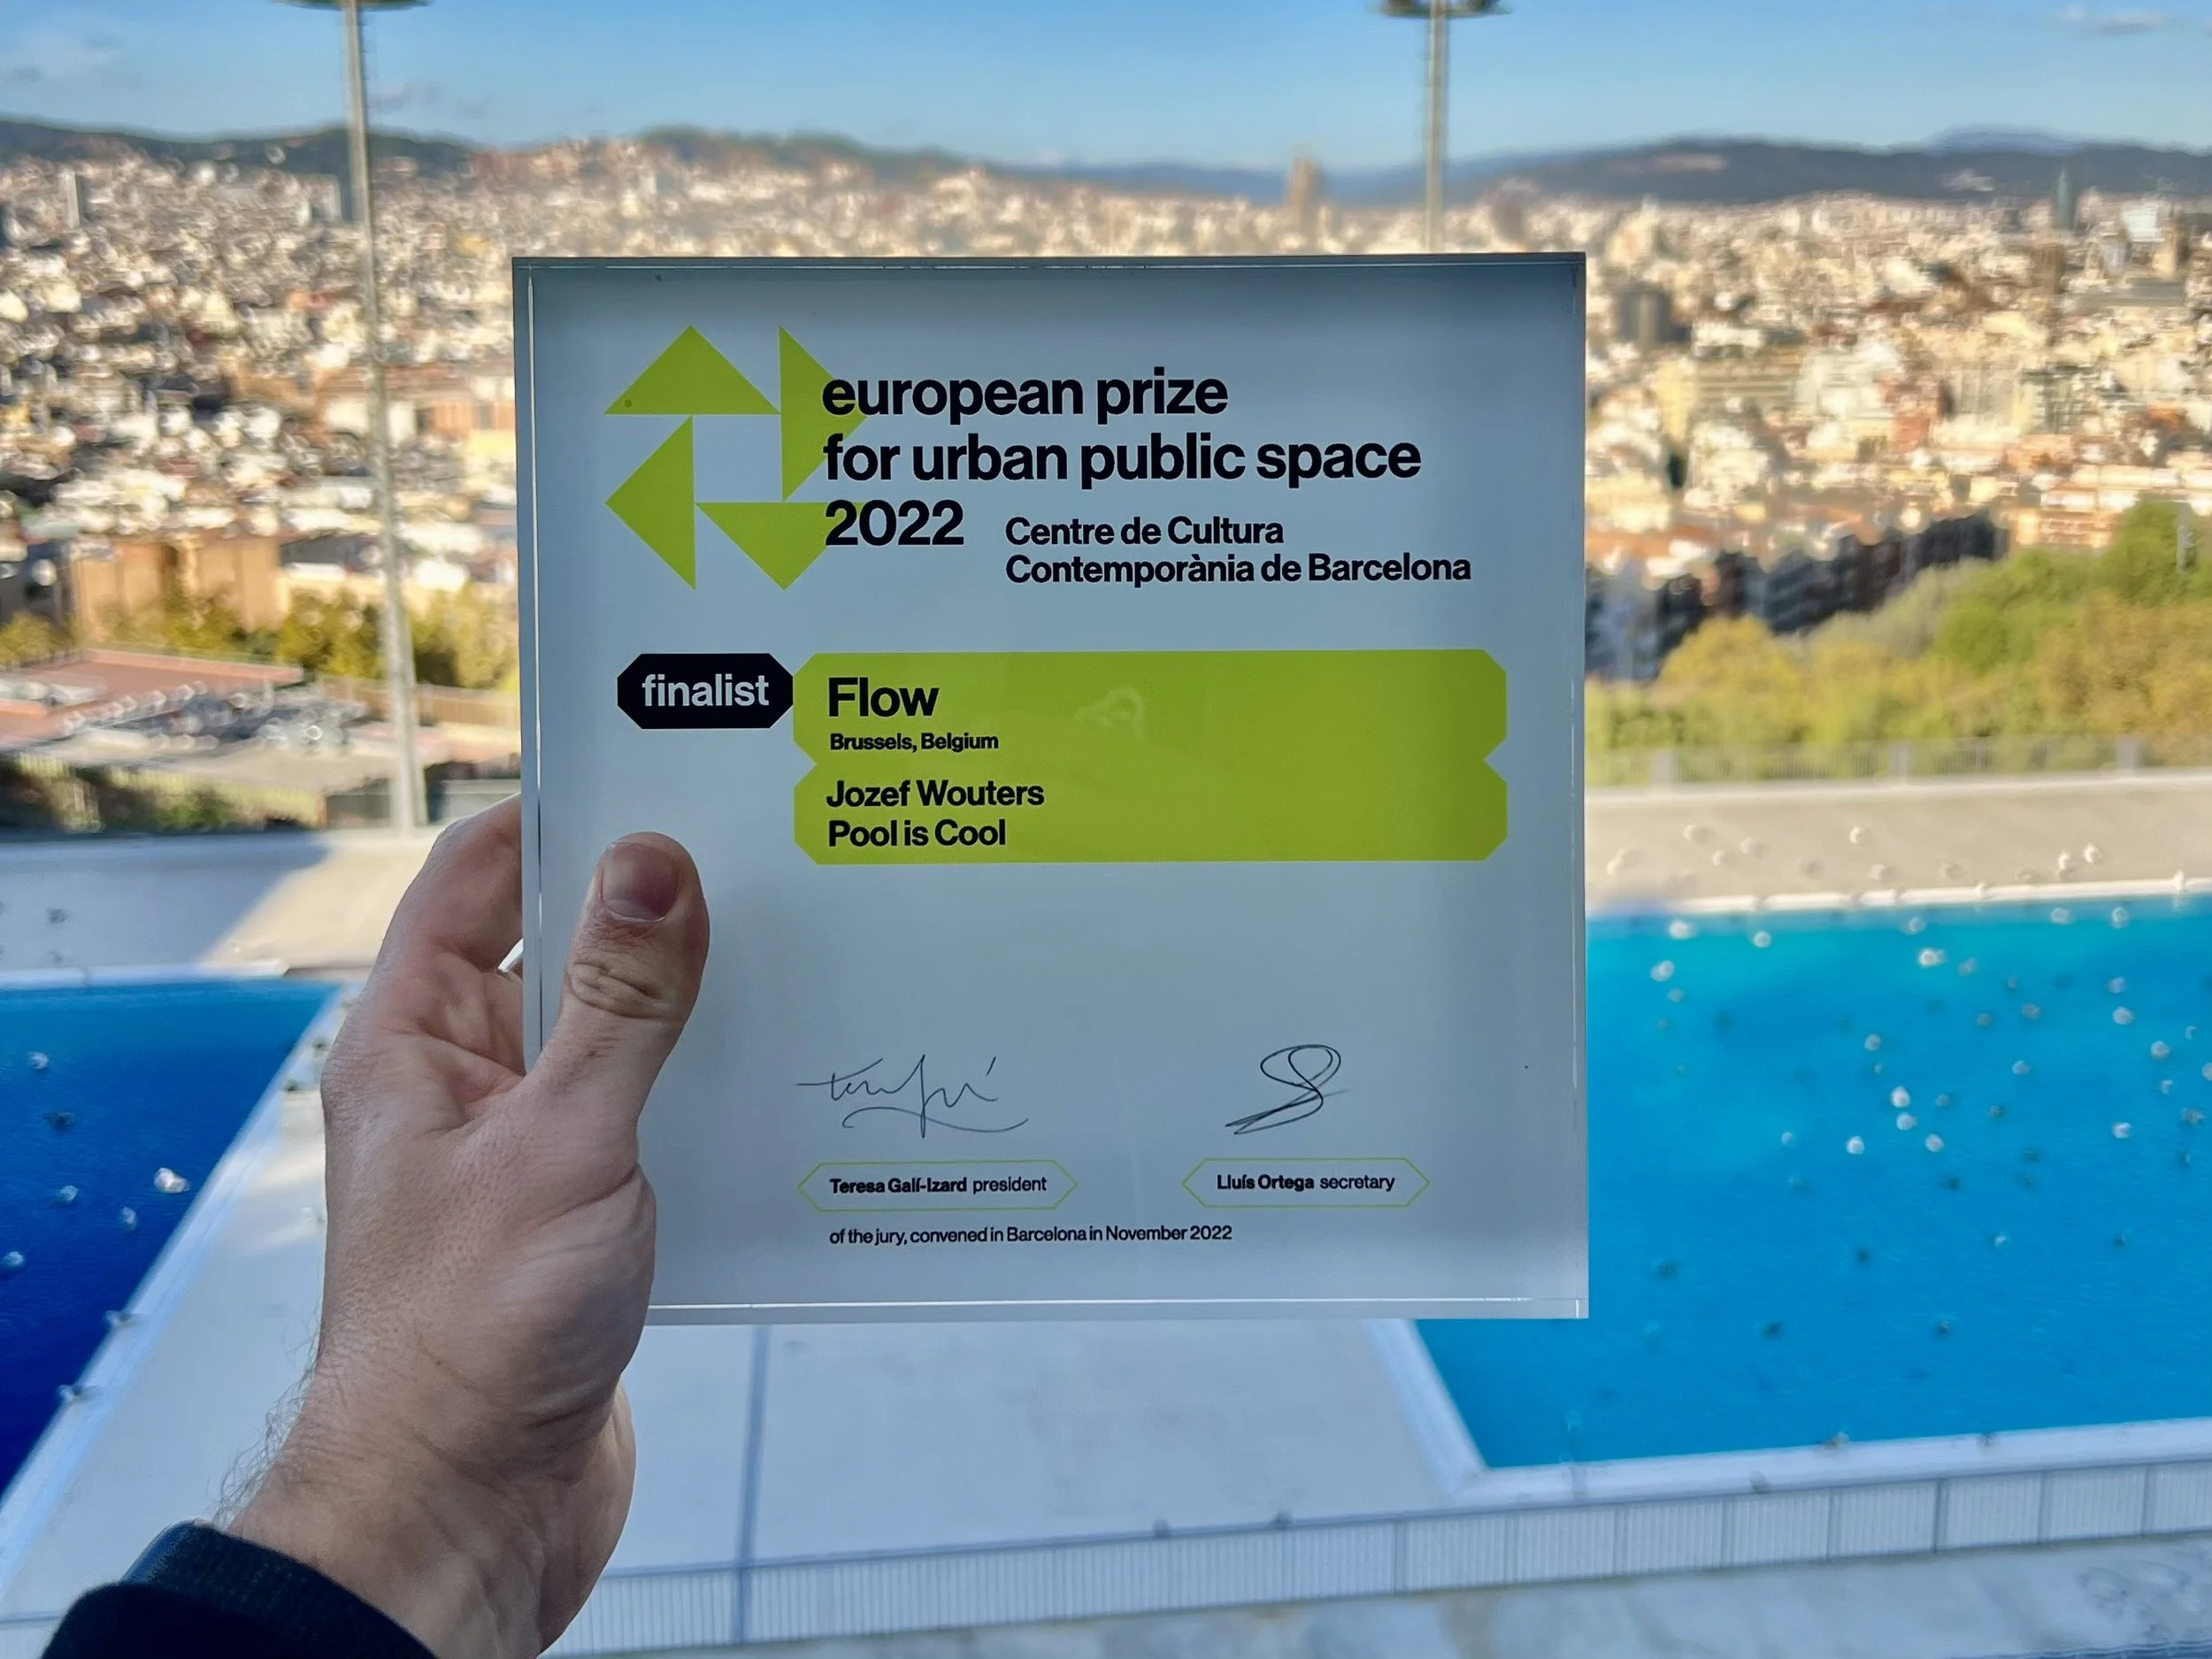 european prize
for urban public space
2022
Centre de Cultura
Contemporània de Barcelona
finalist
Flow
Brussels, Belgium
Jozef Wouters
Pool is Cool
Teresa Galí-Izard president
Lluís Ortega secretary
of the jury, convened in Barcelona in November 2022